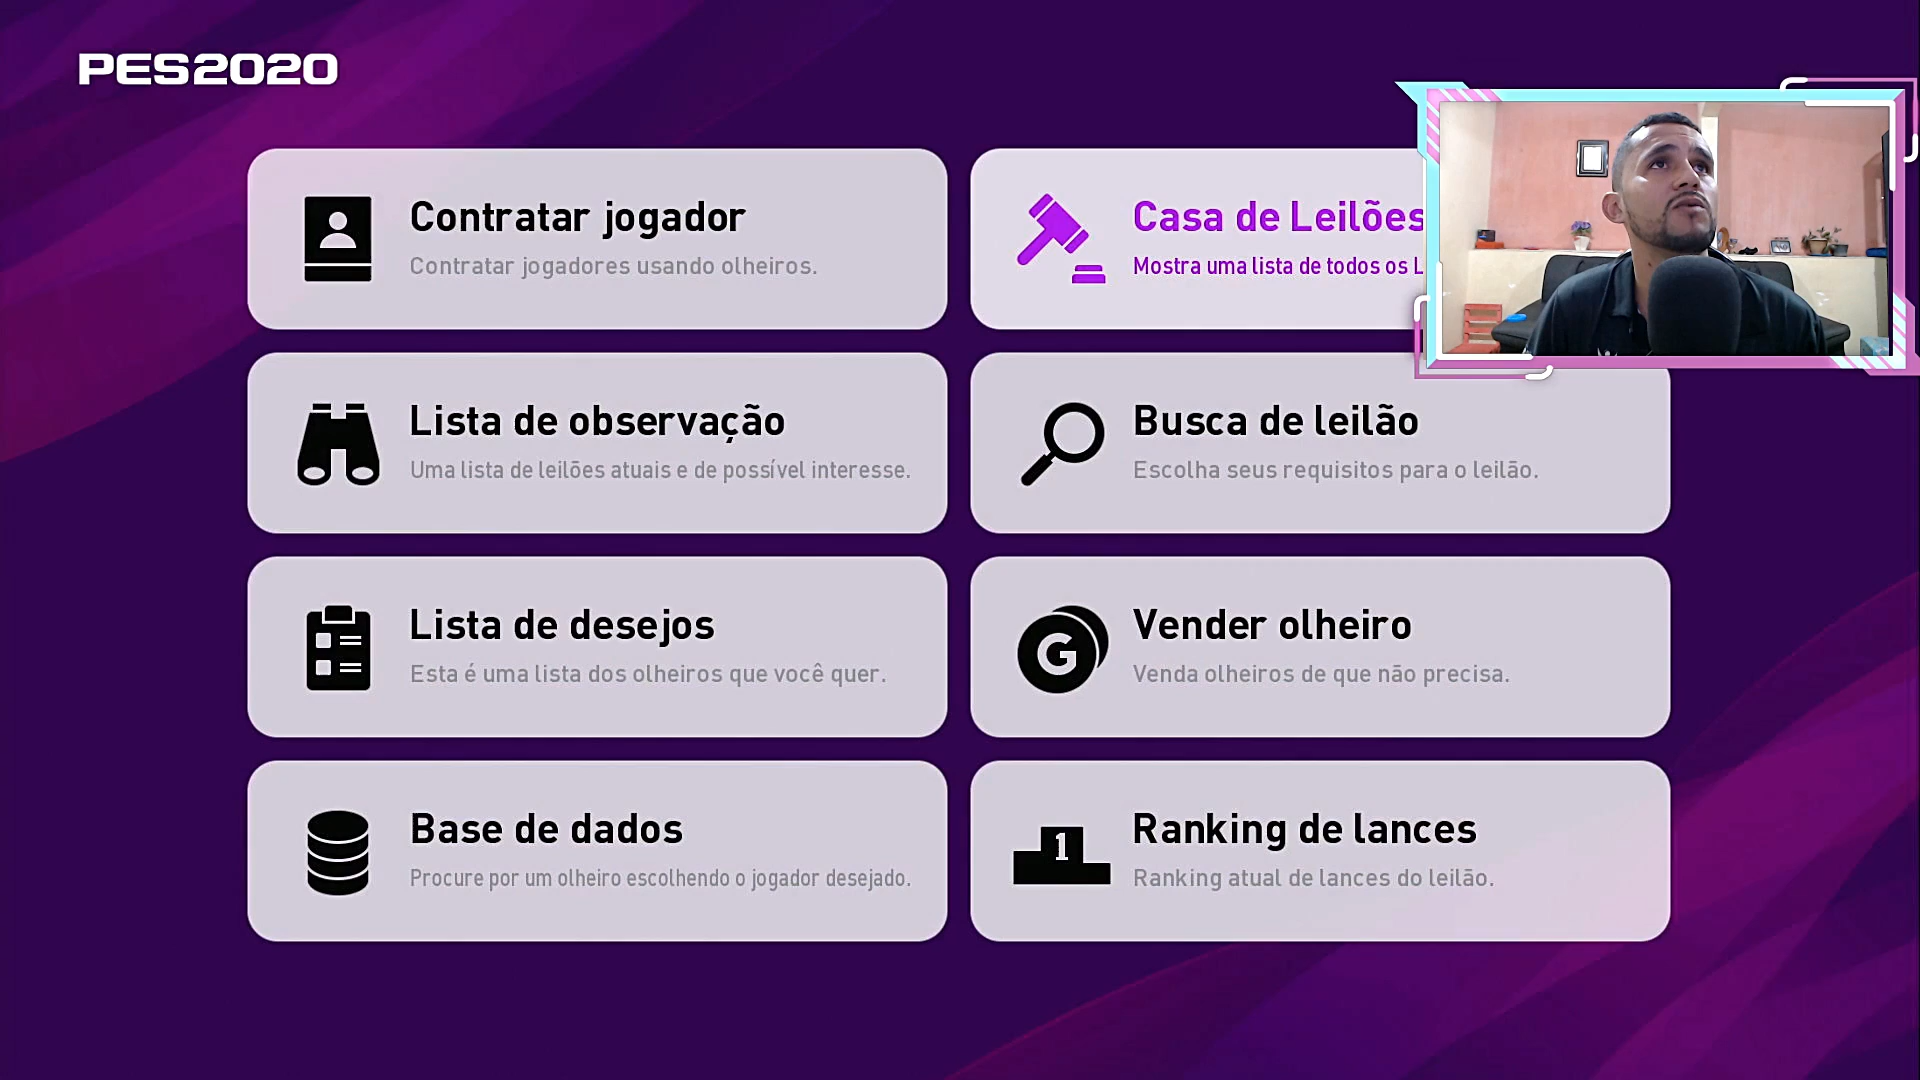 PES2020
Contratar jogador
Contratar jogadores usando olheiros.
Casa de Leilões
Mostra uma lista de todos os L
Lista de observação
Uma lista de leilões atuais e de possível interesse.
Busca de leilão
Escolha seus requisitos para o leilão.
Lista de desejos
Esta é uma lista dos olheiros que você quer.
G
Vender olheiro
Venda olheiros de que não precisa.
Base de dados
Procure por um olheiro escolhendo o jogador desejado.
1
Ranking de lances
Ranking atual de lances do leilão.